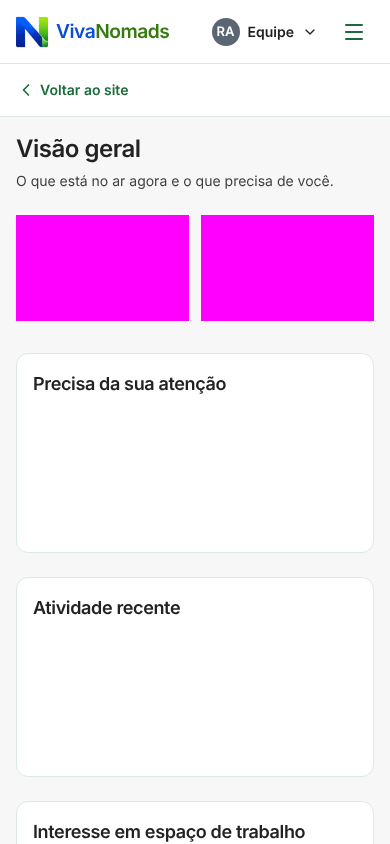 VivaNomads
RA
Equipe
Voltar ao site
Visão geral
O que está no ar agora e o que precisa de você.
Precisa da sua atenção
Atividade recente
Interesse em espaço de trabalho